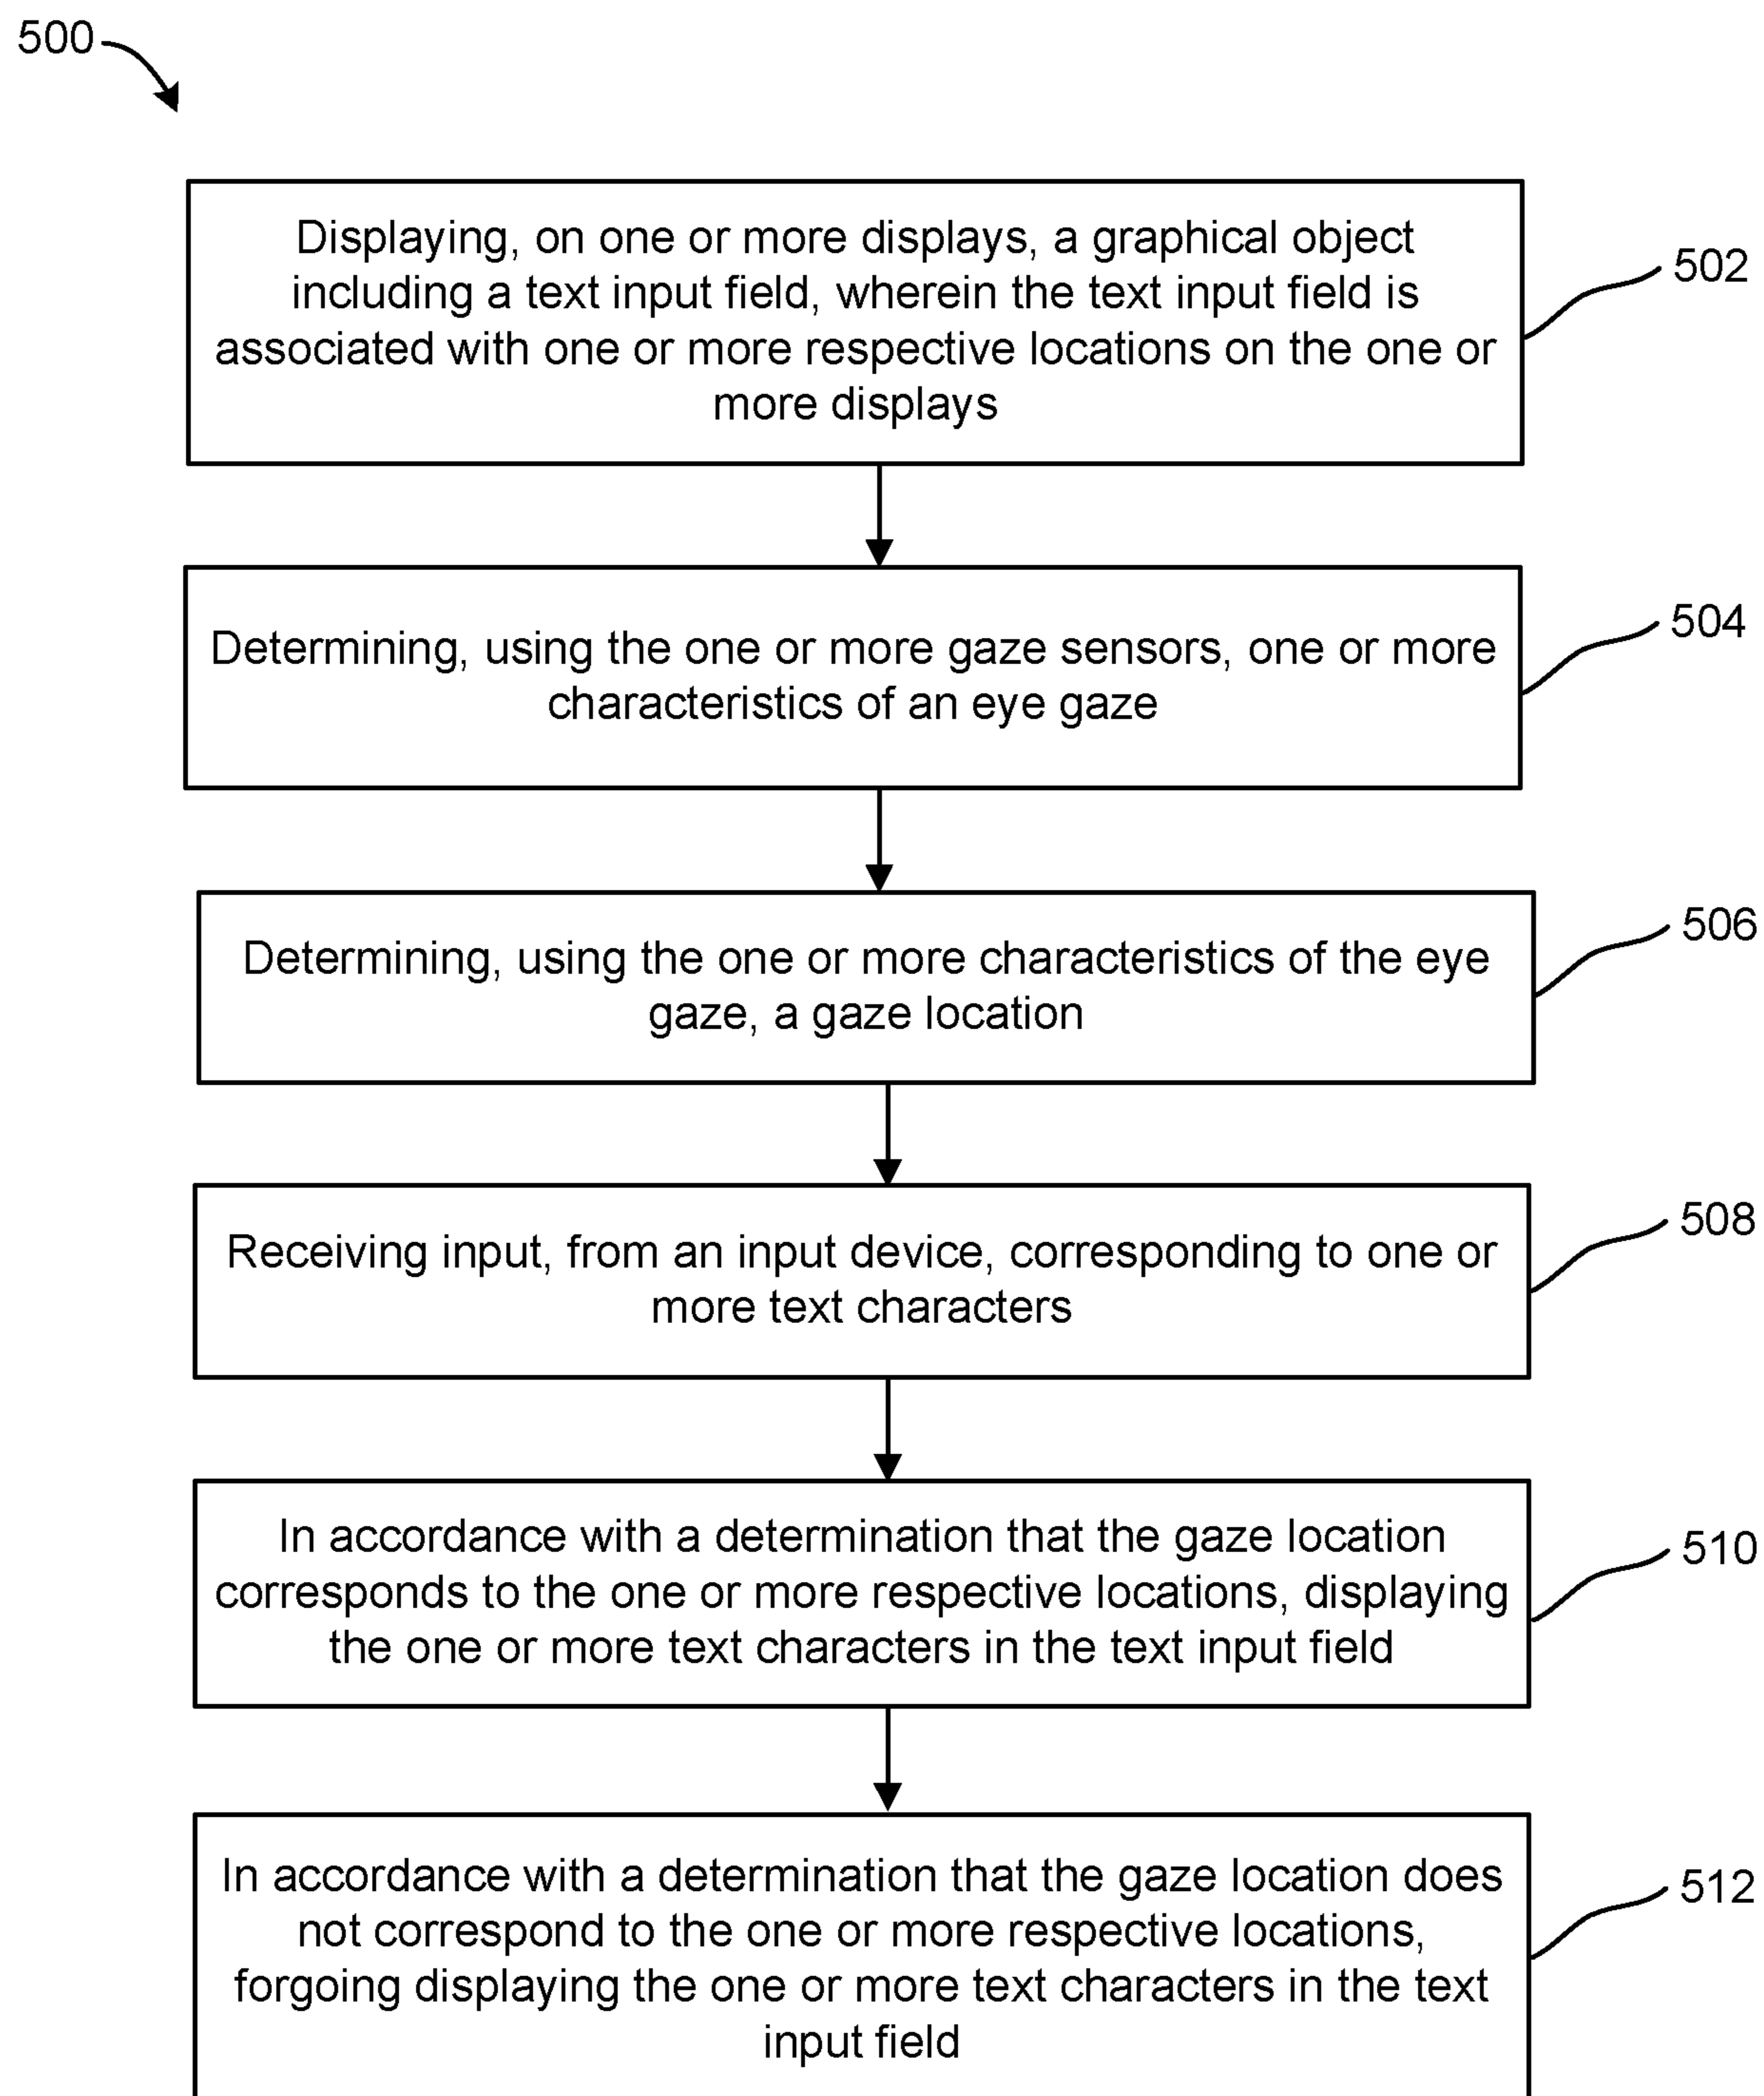 500
Displaying, on one or more displays, a graphical object
including a text input field, wherein the text input field is
associated with one or more respective locations on the one or
more displays
502
Determining, using the one or more gaze sensors, one or more
characteristics of an eye gaze
504
Determining, using the one or more characteristics of the eye
gaze, a gaze location
506
Receiving input, from an input device, corresponding to one or
more text characters
508
In accordance with a determination that the gaze location
corresponds to the one or more respective locations, displaying
the one or more text characters in the text input field
510
In accordance with a determination that the gaze location does
not correspond to the one or more respective locations,
forgoing displaying the one or more text characters in the text
input field
512